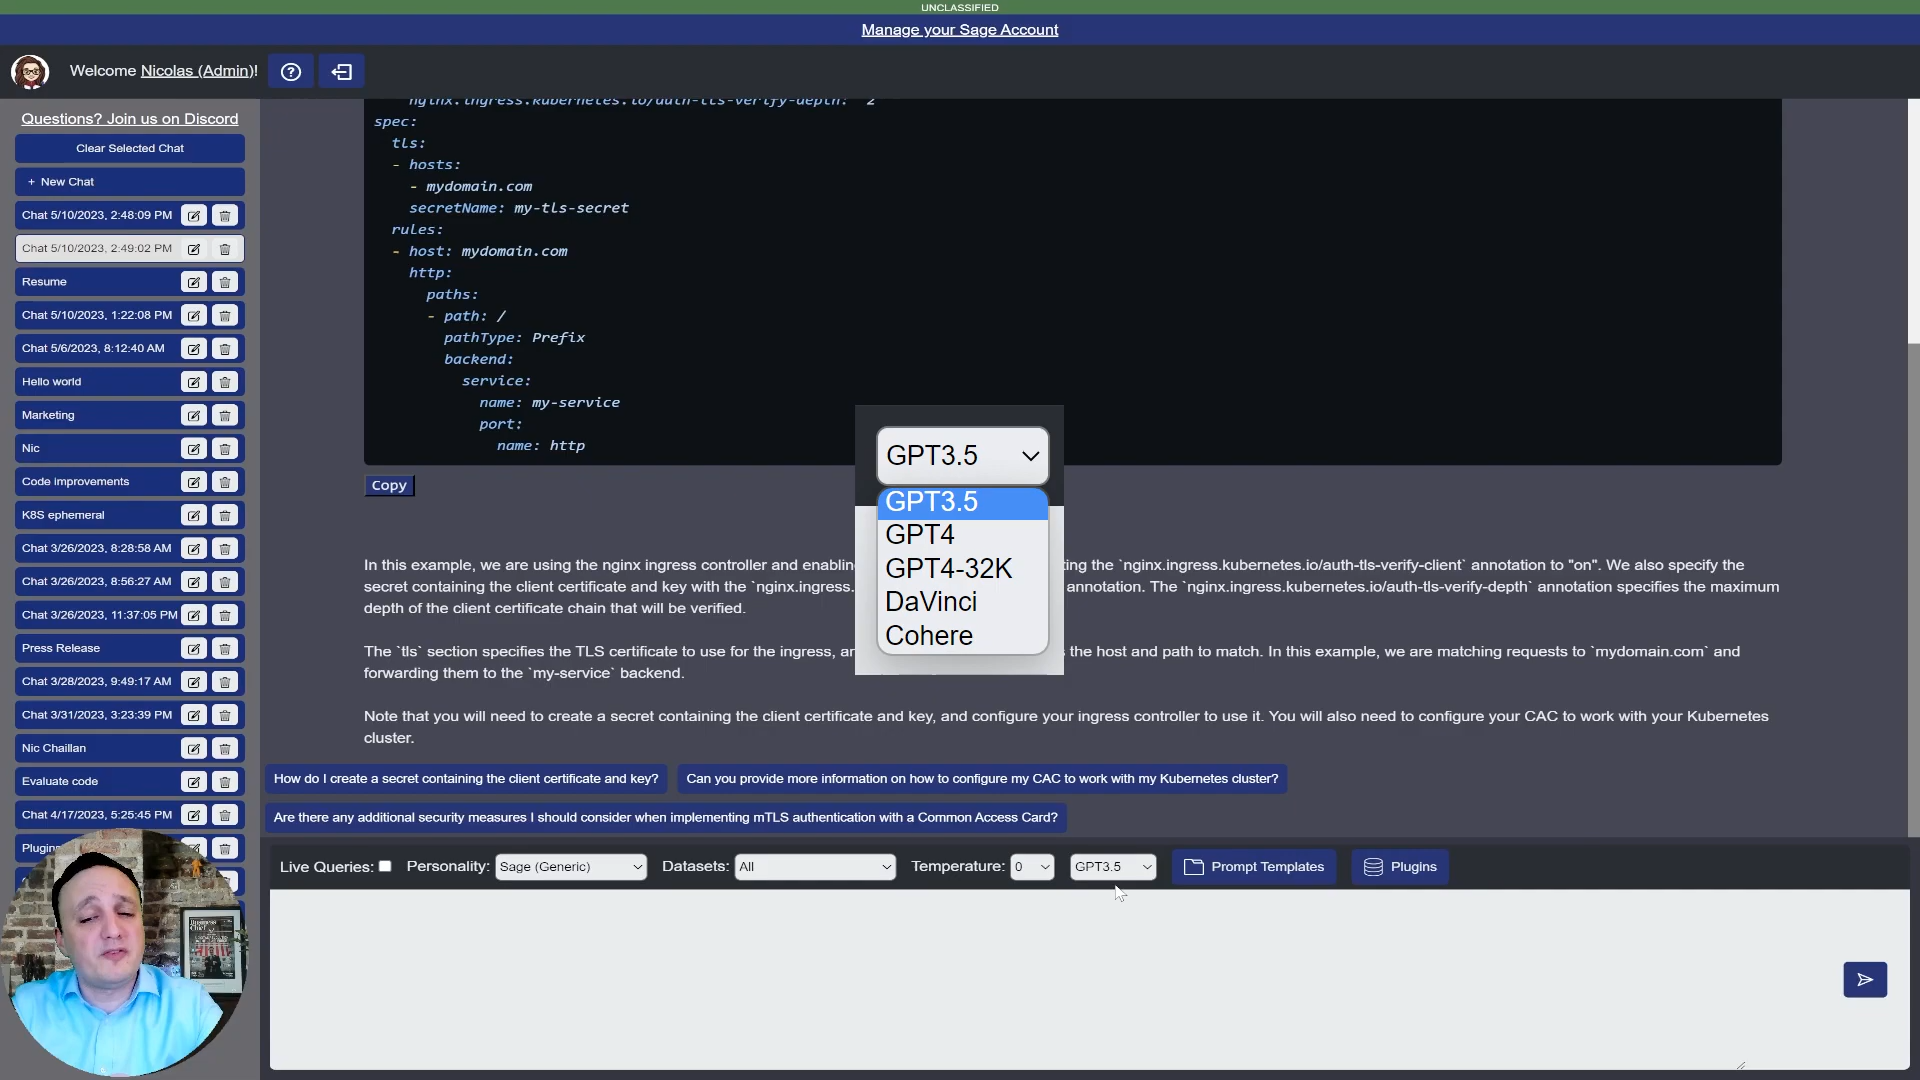 UNCLASSIFIED
Manage your Sage Account
Welcome Nicolas (Admin)!
Questions? Join us on Discord
Clear Selected Chat
+ New Chat
Chat 5/10/2023, 2:48:09 PM
Chat 5/10/2023, 2:49:02 PM
Resume
Chat 5/10/2023, 1:22:08 PM
Chat 5/6/2023, 8:12:40 AM
Hello world
Marketing
Nic
Code improvements
K8S ephemeral
Chat 3/26/2023, 8:28:58 AM
Chat 3/26/2023, 8:56:27 AM
Chat 3/26/2023, 11:37:05 PM
Press Release
Chat 3/28/2023, 9:49:17 AM
Chat 3/31/2023, 3:23:39 PM
Nic Chaillan
Evaluate code
Chat 4/17/2023, 5:25:45 PM
Plugin
nginx.ingress.kubernetes.io/auth-tls-verify-depth: "2"
spec:
tls:
- hosts:
- mydomain.com
secretName: my-tls-secret
rules:
- host: mydomain.com
http:
paths:
- path: /
pathType: Prefix
backend:
service:
name: my-service
port:
name: http
Copy
In this example, we are using the nginx ingress controller and enabling the `nginx.ingress.kubernetes.io/auth-tls-verify-client` annotation to "on". We also specify the
secret containing the client certificate and key with the `nginx.ingress. annotation. The `nginx.ingress.kubernetes.io/auth-tls-verify-depth` annotation specifies the maximum
depth of the client certificate chain that will be verified.
The `tls` section specifies the TLS certificate to use for the ingress, the host and path to match. In this example, we are matching requests to `mydomain.com` and
forwarding them to the `my-service` backend.
Note that you will need to create a secret containing the client certificate and key, and configure your ingress controller to use it. You will also need to configure your CAC to work with your Kubernetes
cluster.
GPT3.5
GPT3.5
GPT4
GPT4-32K
DaVinci
Cohere
How do I create a secret containing the client certificate and key?
Can you provide more information on how to configure my CAC to work with my Kubernetes cluster?
Are there any additional security measures I should consider when implementing mTLS authentication with a Common Access Card?
Live Queries: Personality: Sage (Generic) Datasets: All Temperature: 0 GPT3.5 Prompt Templates Plugins